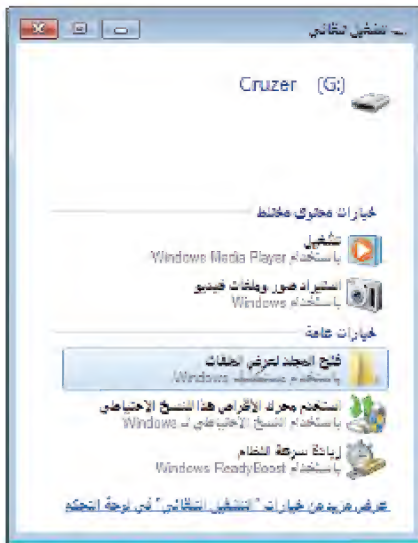 تشغيل تلقائي
Cruzer (G:)
خيارات محتوى مختلط
تشغيل
باستخدام Windows Media Player
استيراد صور وملفات فيديو
باستخدام Windows
خيارات عامة
فتح المجلد لعرض الملفات
باستخدام مستكشف Windows
استخدم محرك الأقراص هذا للنسخ الاحتياطي
باستخدام النسخ الاحتياطي لـ Windows
زيادة سرعة النظام
باستخدام Windows ReadyBoost
عرض مزيد من خيارات "التشغيل التلقائي" في لوحة التحكم